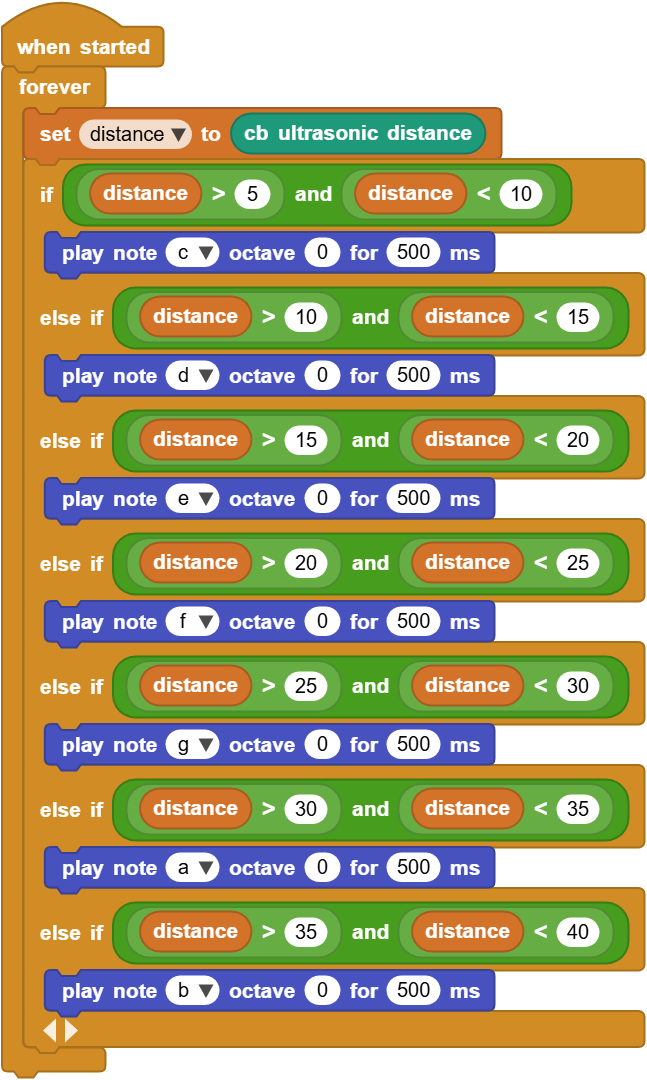 when started
forever
set distance to cb ultrasonic distance
if distance > 5 and distance < 10
play note c octave 0 for 500 ms
else if distance > 10 and distance < 15
play note d octave 0 for 500 ms
else if distance > 15 and distance < 20
play note e octave 0 for 500 ms
else if distance > 20 and distance < 25
play note f octave 0 for 500 ms
else if distance > 25 and distance < 30
play note g octave 0 for 500 ms
else if distance > 30 and distance < 35
play note a octave 0 for 500 ms
else if distance > 35 and distance < 40
play note b octave 0 for 500 ms